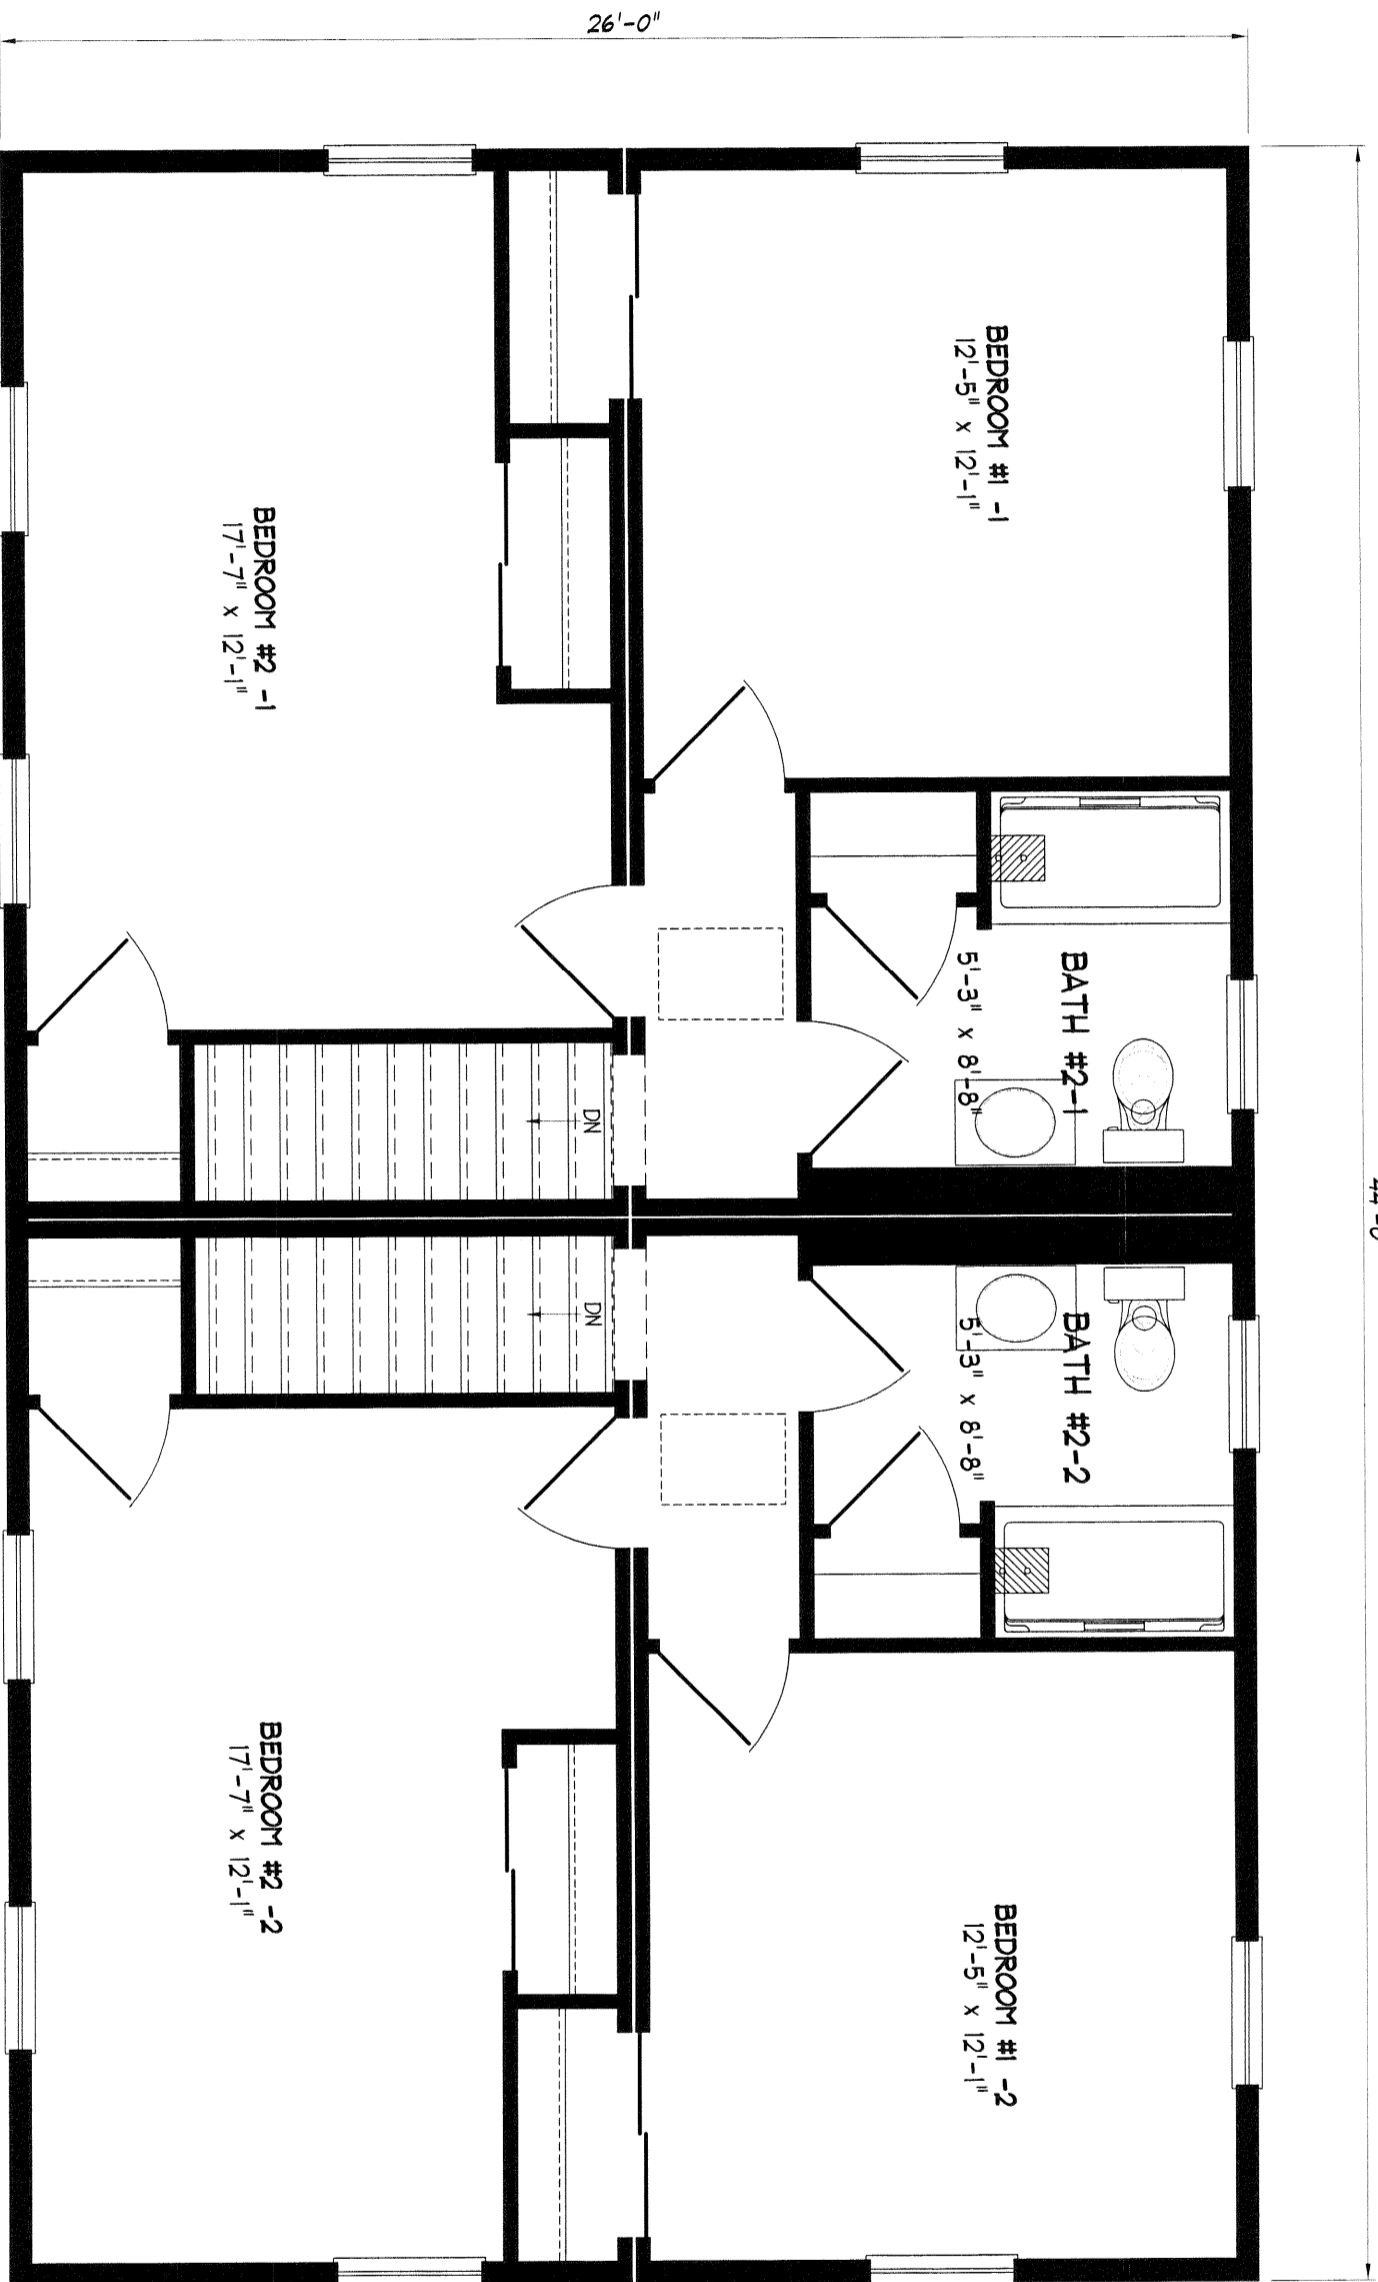 26'-0"
BEDROOM #1 -1
12'-5" x 12'-1"
BEDROOM #2 -1
17'-7" x 12'-1"
BATH #2-1
5'-3" x 8'-8"
DN
DN
BATH #2-2
5'-3" x 8'-8"
BEDROOM #2 -2
17'-7" x 12'-1"
BEDROOM #1 -2
12'-5" x 12'-1"